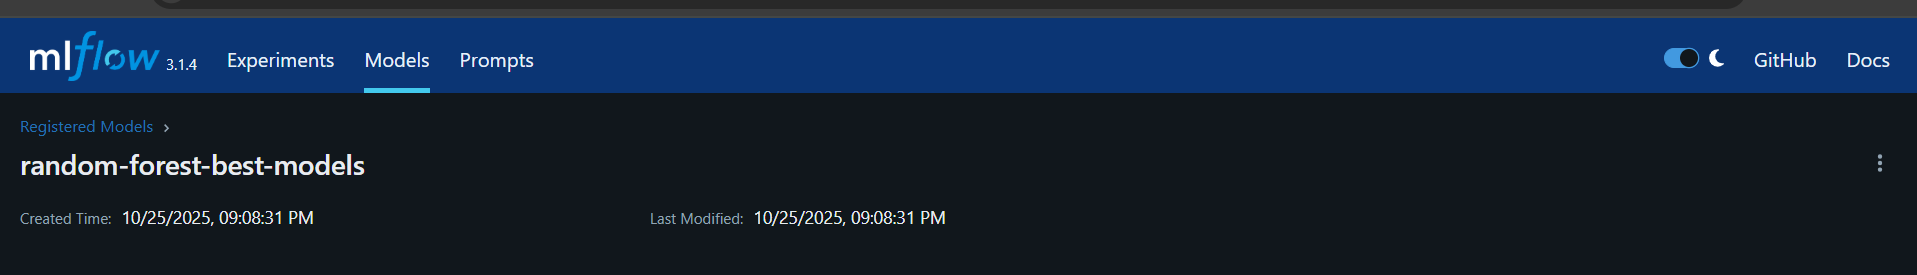 mlflow 3.1.4 Experiments Models Prompts GitHub Docs
Registered Models ›
random-forest-best-models
Created Time: 10/25/2025, 09:08:31 PM Last Modified: 10/25/2025, 09:08:31 PM